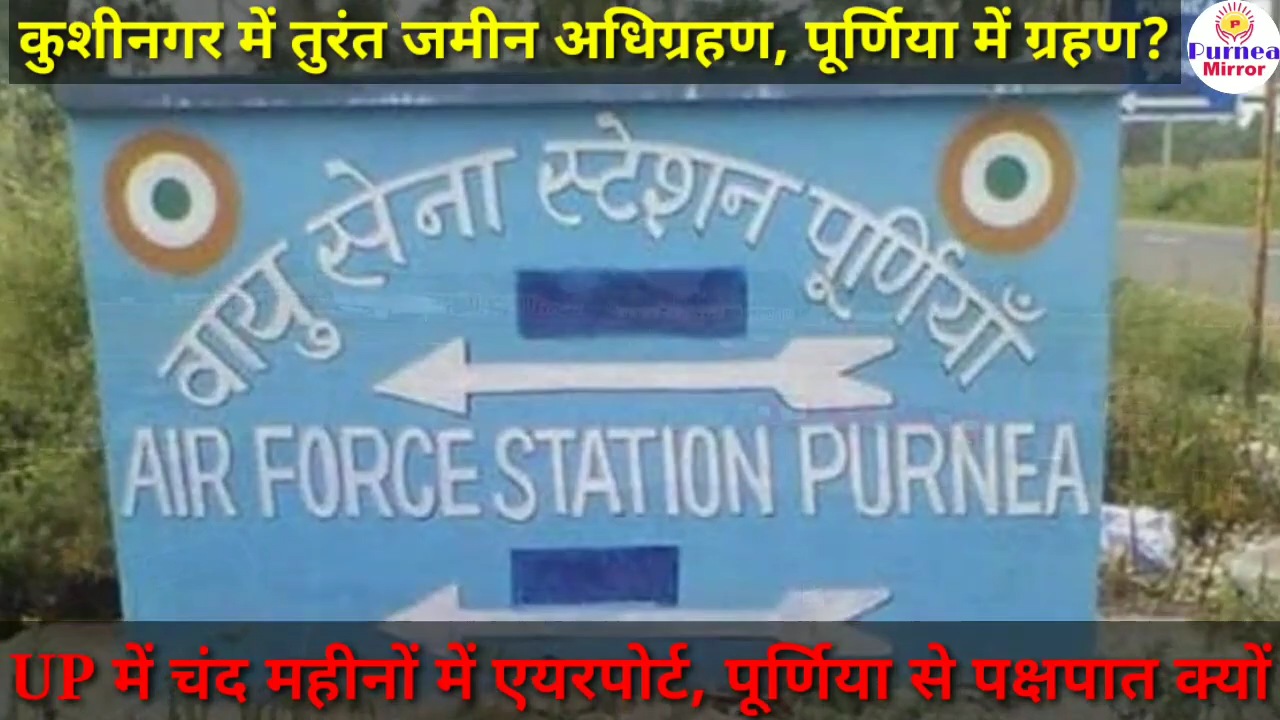 कुशीनगर में तुरंत जमीन अधिग्रहण, पूर्णिया में ग्रहण?
P
Purnea
Mirror
वायु सेना स्टेशन पूर्णियाँ
AIR FORCE STATION PURNEA
UP में चंद महीनों में एयरपोर्ट, पूर्णिया से पक्षपात क्यों